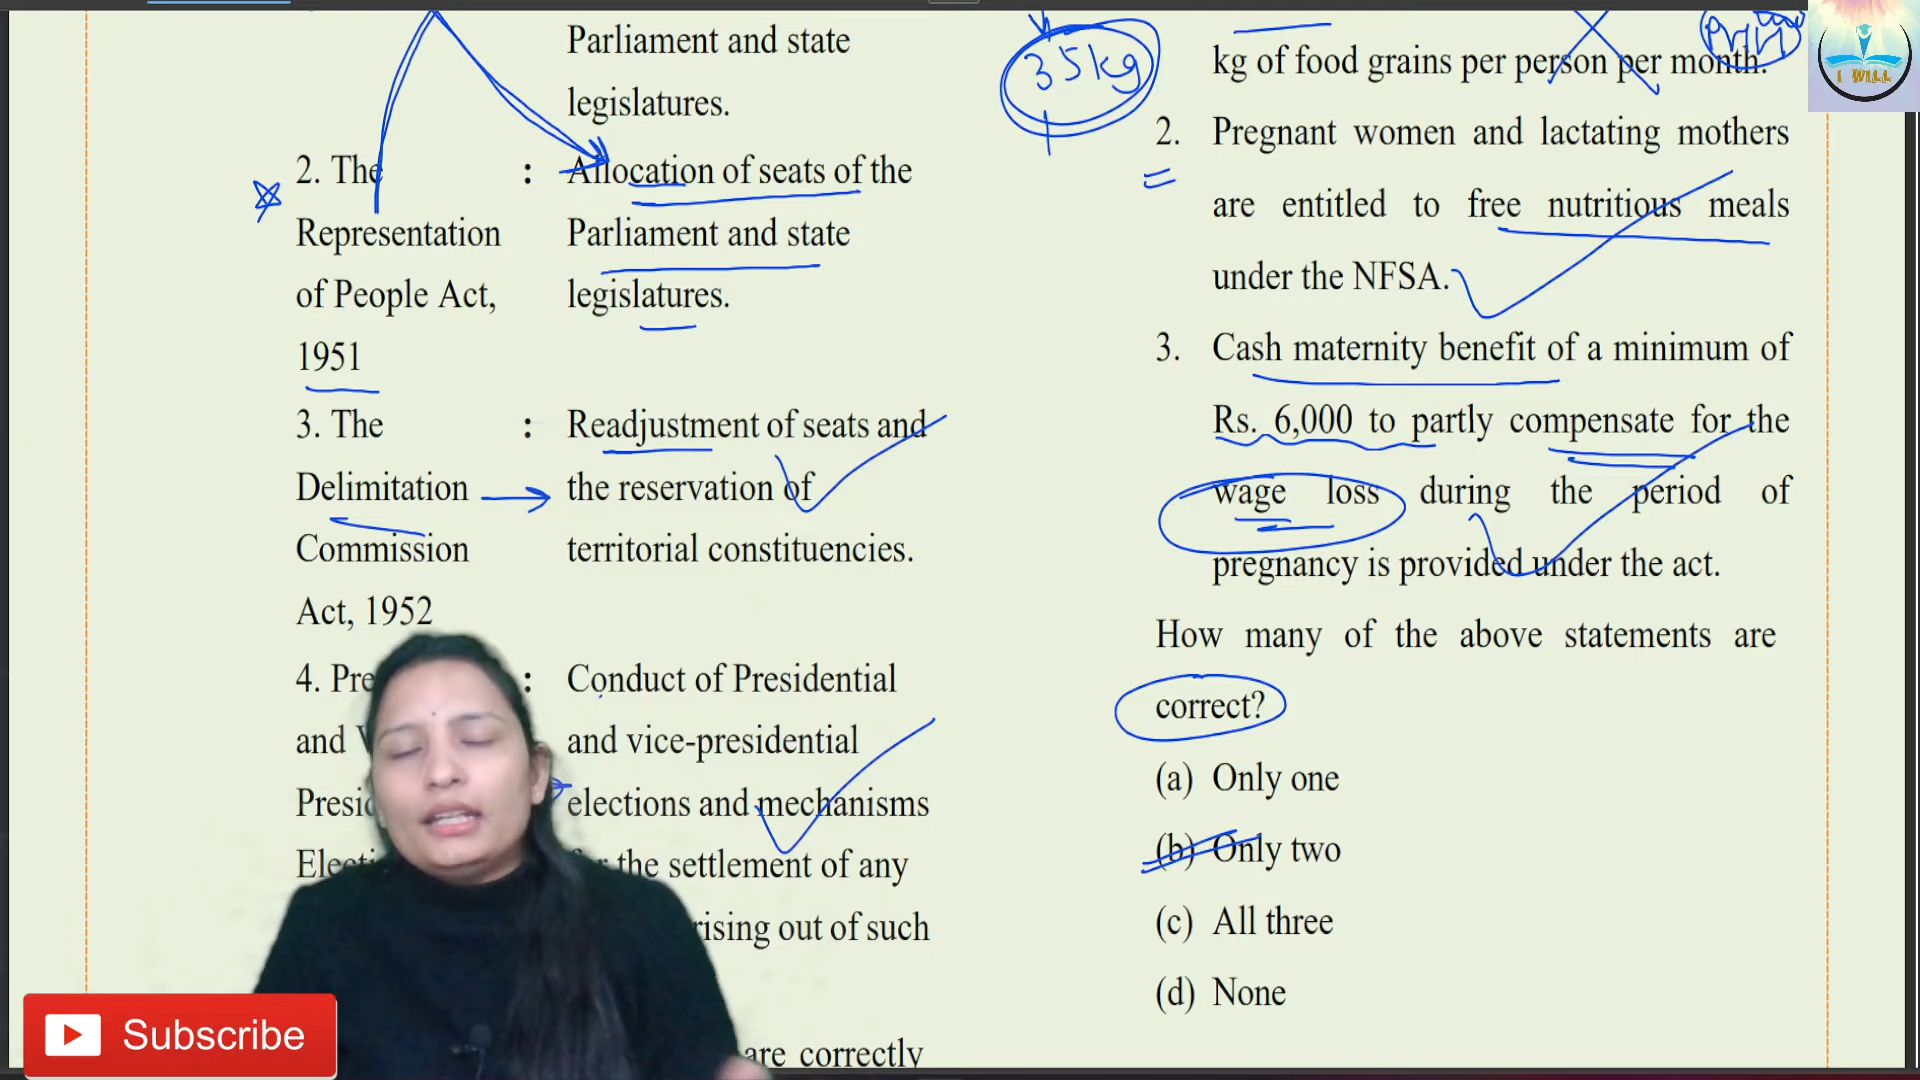 Parliament and state
legislatures.
2. The : Allocation of seats of the
Representation Parliament and state
of People Act, legislatures.
1951
3. The : Readjustment of seats and
Delimitation the reservation of
Commission territorial constituencies.
Act, 1952
4. : Conduct of Presidential
and and vice-presidential
elections and mechanisms
the settlement of any
out of such
are correctly
35kg
kg of food grains per person per month.
2. Pregnant women and lactating mothers
are entitled to free nutritious meals
under the NFSA.
3. Cash maternity benefit of a minimum of
Rs. 6,000 to partly compensate for the
wage loss during the period of
pregnancy is provided under the act.
How many of the above statements are
correct?
(a) Only one
(b) Only two
(c) All three
(d) None
I WILL
Subscribe